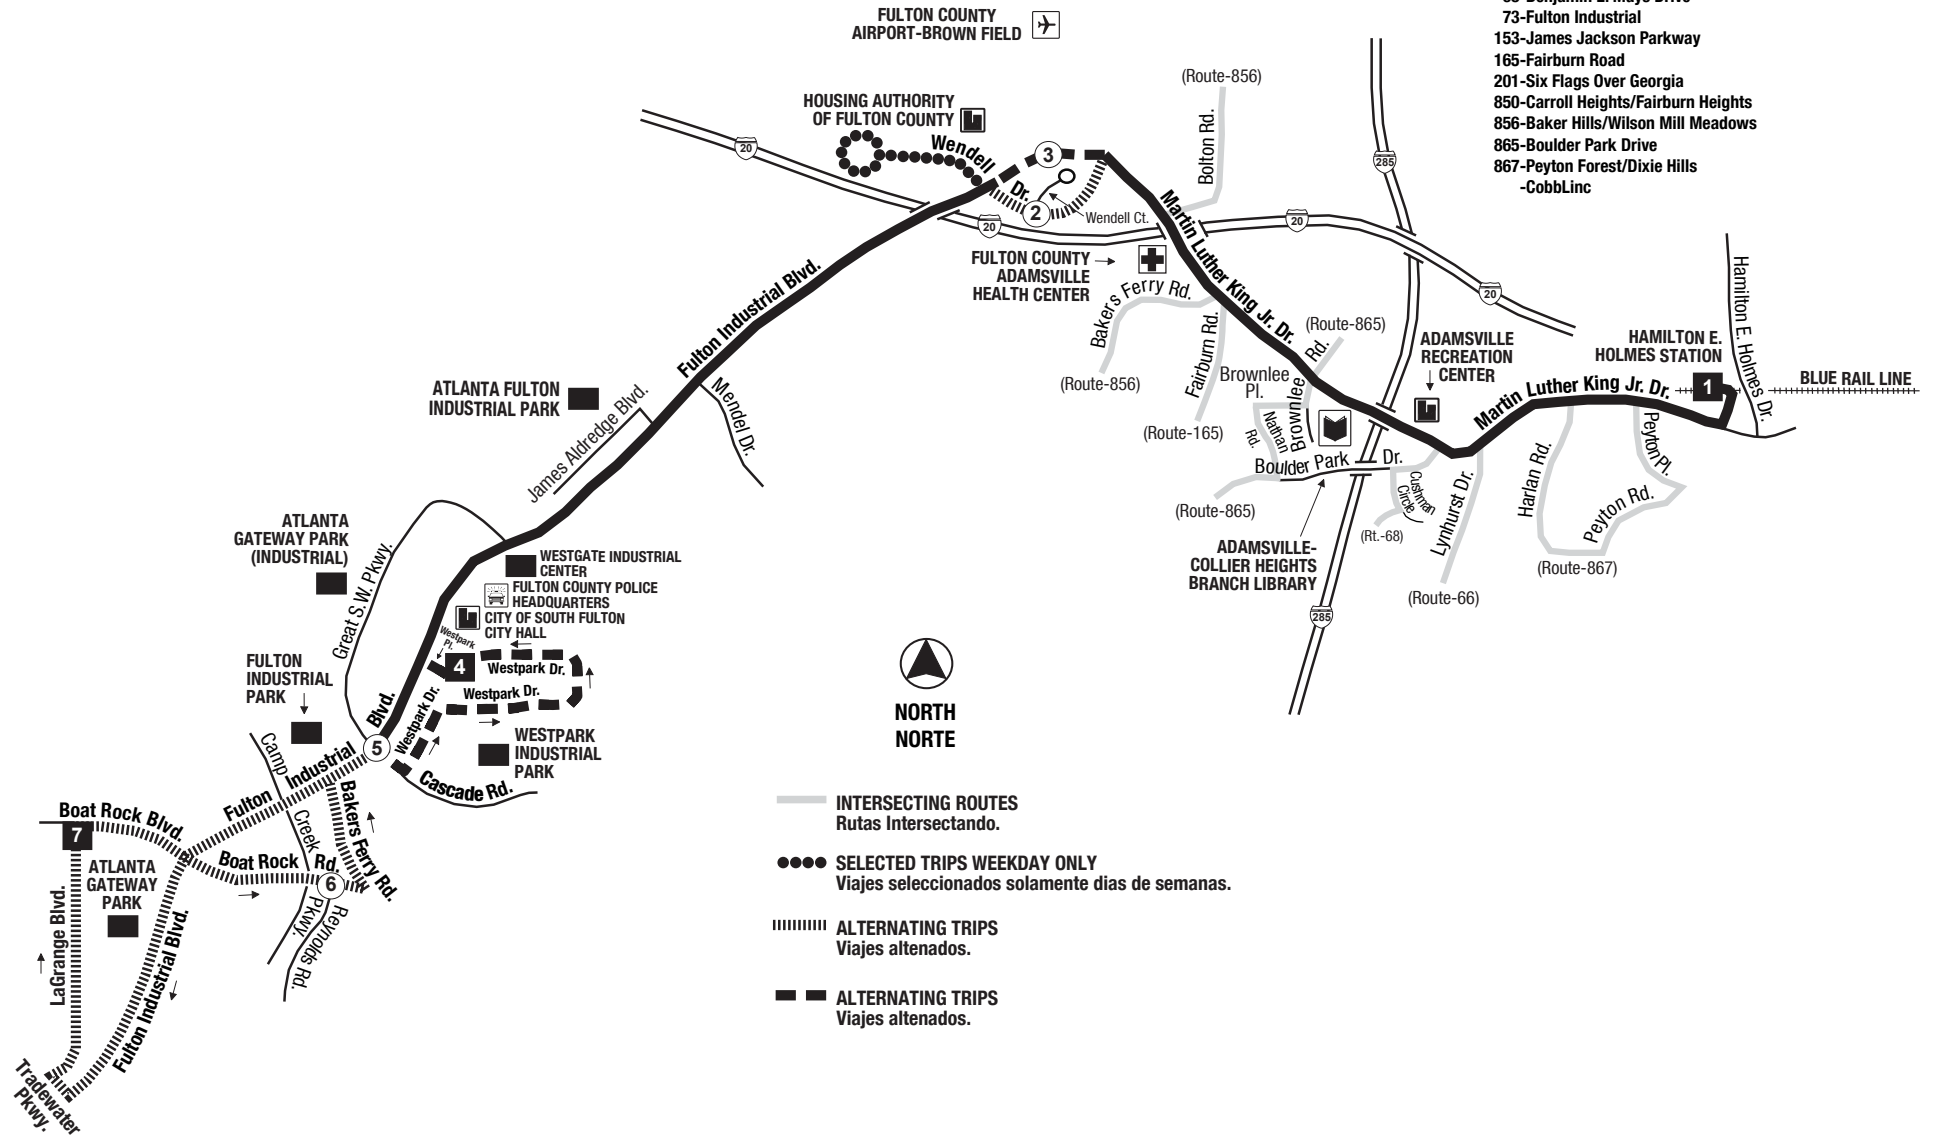 FULTON COUNTY
AIRPORT-BROWN FIELD
73-Fulton Industrial
153-James Jackson Parkway
165-Fairburn Road
201-Six Flags Over Georgia
850-Carroll Heights/Fairburn Heights
856-Baker Hills/Wilson Mill Meadows
865-Boulder Park Drive
867-Peyton Forest/Dixie Hills
-CobbLinc
(Route-856)
HOUSING AUTHORITY
OF FULTON COUNTY
Wendell
Dr.
3
2
Wendell Ct.
20
20
20
20
285
Bolton Rd.
Martin Luther King Jr. Dr.
FULTON COUNTY
ADAMSVILLE
HEALTH CENTER
Bakers Ferry Rd.
(Route-856)
Fairburn Rd.
(Route-165)
(Route-865)
Brownlee
Pl.
Brownlee
Rd.
Nathan
Rd.
Boulder Park
Dr.
(Route-865)
ADAMSVILLE
RECREATION
CENTER
Martin Luther King Jr. Dr.
HAMILTON E.
HOLMES STATION
1
Hamilton E. Holmes Dr.
BLUE RAIL LINE
Cushman
Circle
(Rt.-68)
Lynhurst Dr.
(Route-66)
Harlan Rd.
Peyton Pl.
Peyton Rd.
(Route-867)
ADAMSVILLE-
COLLIER HEIGHTS
BRANCH LIBRARY
285
Fulton Industrial Blvd.
ATLANTA FULTON
INDUSTRIAL PARK
James Aldredge Blvd.
Mendel Dr.
ATLANTA
GATEWAY PARK
(INDUSTRIAL)
Great S.W. Pkwy.
WESTGATE INDUSTRIAL
CENTER
FULTON COUNTY POLICE
HEADQUARTERS
CITY OF SOUTH FULTON
CITY HALL
Westpark
Pl.
4
Westpark Dr.
Westpark Dr.
Westpark Dr.
WESTPARK
INDUSTRIAL
PARK
Cascade Rd.
FULTON
INDUSTRIAL
PARK
5
Fulton Industrial Blvd.
Camp
Creek
Pkwy.
Bakers Ferry Rd.
Boat Rock Blvd.
7
Boat Rock Rd.
6
Reynolds Rd.
ATLANTA
GATEWAY
PARK
LaGrange Blvd.
Fulton Industrial Blvd.
Tradewater
Pkwy.
NORTH
NORTE
INTERSECTING ROUTES
Rutas Intersectando.
SELECTED TRIPS WEEKDAY ONLY
Viajes seleccionados solamente dias de semanas.
ALTERNATING TRIPS
Viajes altenados.
ALTERNATING TRIPS
Viajes altenados.